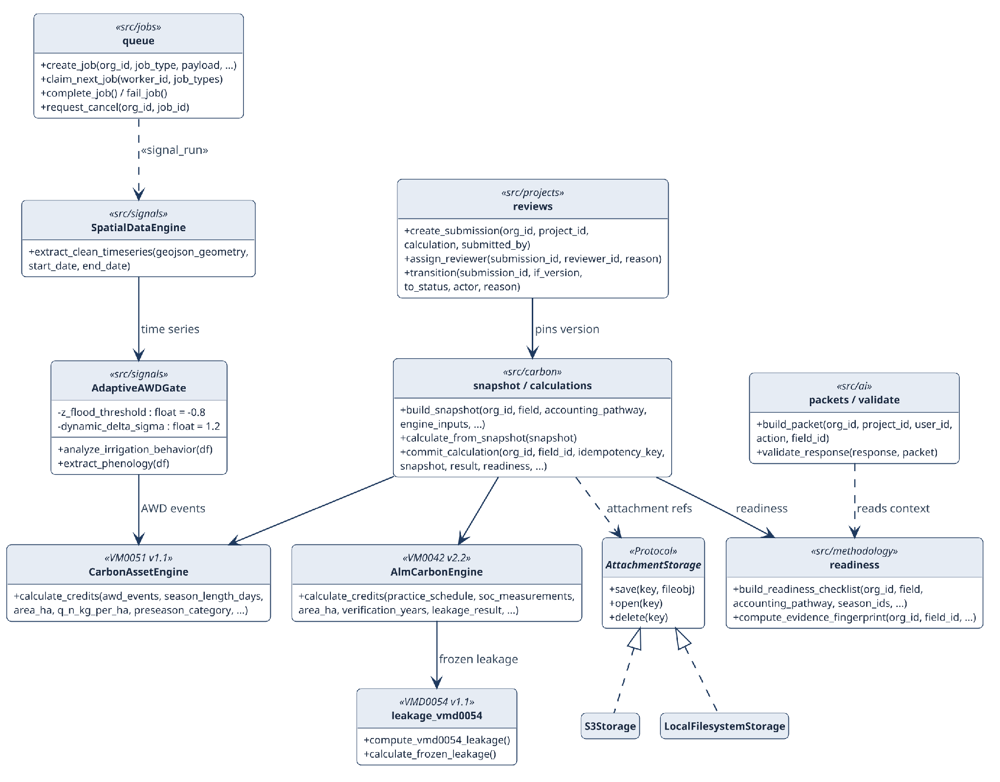 «src/jobs»
queue
+create_job(org_id, job_type, payload, ...)
+claim_next_job(worker_id, job_types)
+complete_job() / fail_job()
+request_cancel(org_id, job_id)
«signal_run»
«src/signals»
SpatialDataEngine
+extract_clean_timeseries(geojson_geometry,
start_date, end_date)
time series
«src/signals»
AdaptiveAWDGate
-z_flood_threshold : float = -0.8
-dynamic_delta_sigma : float = 1.2
+analyze_irrigation_behavior(df)
+extract_phenology(df)
AWD events
«VM0051 v1.1»
CarbonAssetEngine
+calculate_credits(awd_events, season_length_days,
area_ha, q_n_kg_per_ha, preseason_category, ...)
«src/projects»
reviews
+create_submission(org_id, project_id,
calculation, submitted_by)
+assign_reviewer(submission_id, reviewer_id, reason)
+transition(submission_id, if_version,
to_status, actor, reason)
pins version
«src/carbon»
snapshot / calculations
+build_snapshot(org_id, field, accounting_pathway,
engine_inputs, ...)
+calculate_from_snapshot(snapshot)
+commit_calculation(org_id, field_id, idempotency_key,
snapshot, result, readiness, ...)
attachment refs
readiness
«VM0042 v2.2»
AlmCarbonEngine
+calculate_credits(practice_schedule, soc_measurements,
area_ha, verification_years, leakage_result, ...)
frozen leakage
«VMD0054 v1.1»
leakage_vmd0054
+compute_vmd0054_leakage()
+calculate_frozen_leakage()
«Protocol»
AttachmentStorage
+save(key, fileobj)
+open(key)
+delete(key)
S3Storage
LocalFilesystemStorage
«src/ai»
packets / validate
+build_packet(org_id, project_id, user_id,
action, field_id)
+validate_response(response, packet)
reads context
«src/methodology»
readiness
+build_readiness_checklist(org_id, field,
accounting_pathway, season_ids, ...)
+compute_evidence_fingerprint(org_id, field_id, ...)